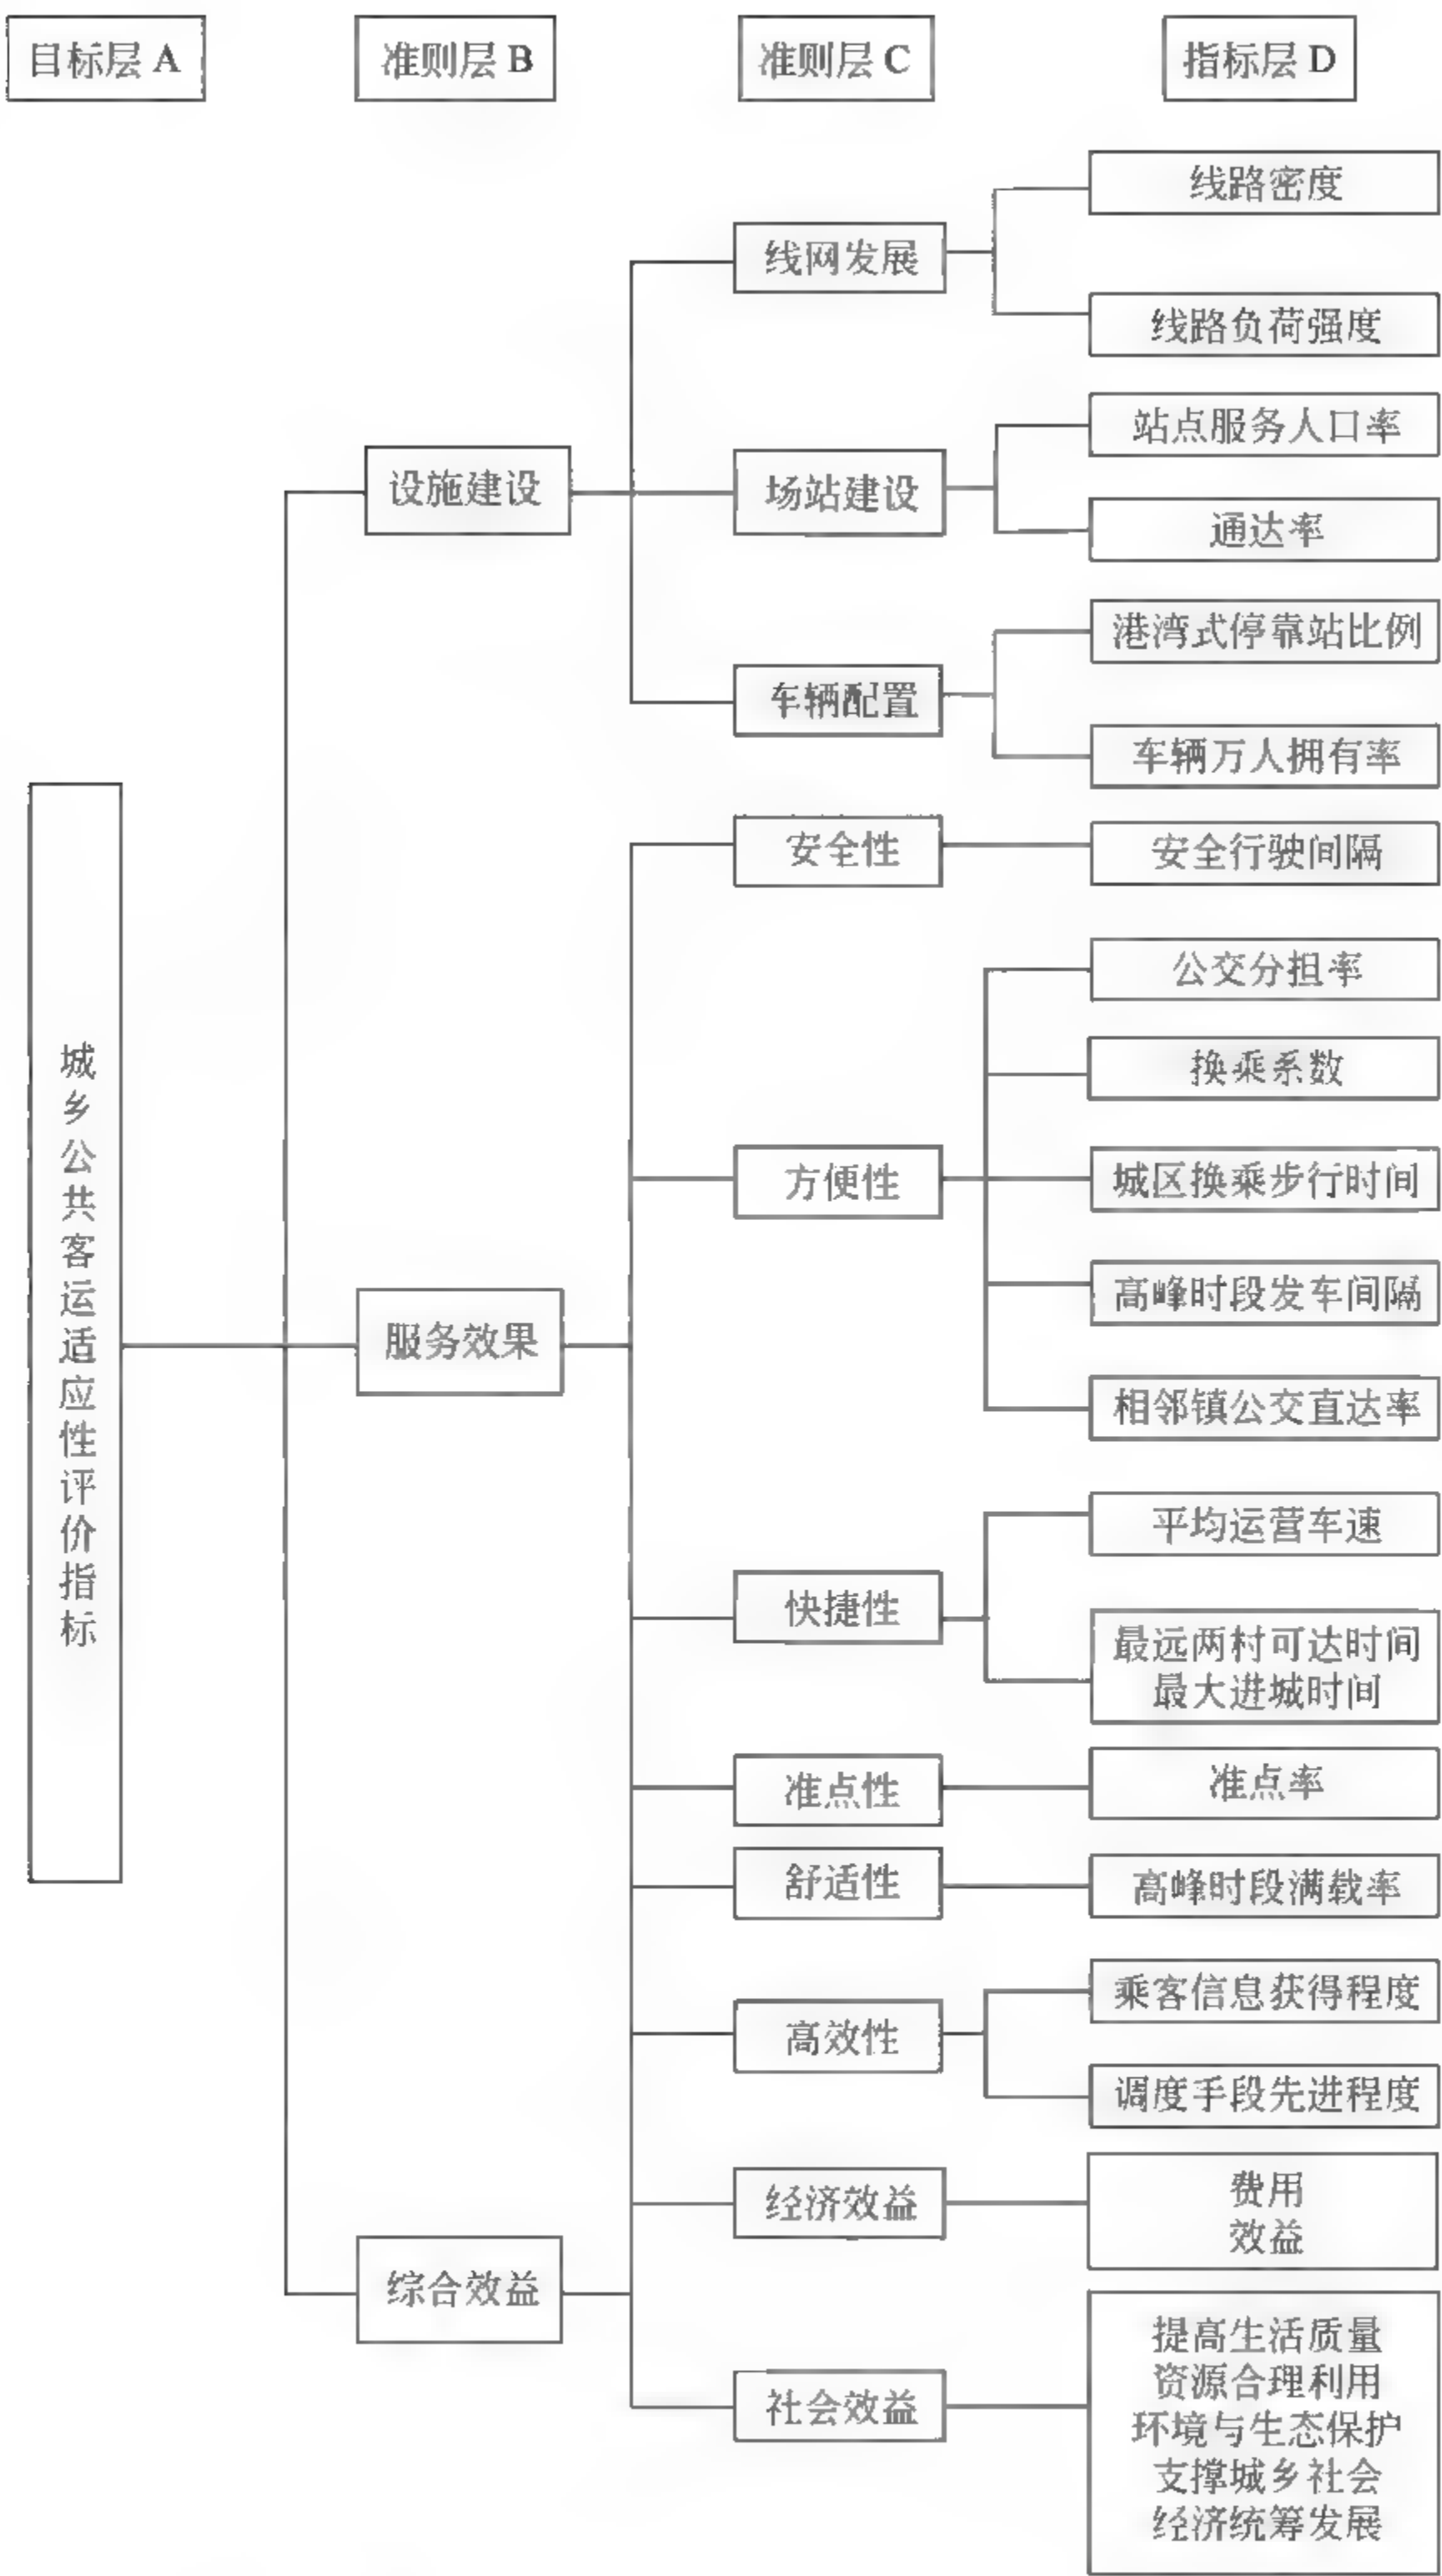 目标层 A
准则层 B
准则层 C
指标层 D
城乡公共客运适应性评价指标
设施建设
线网发展
线路密度
线路负荷强度
场站建设
站点服务人口率
通达率
车辆配置
港湾式停靠站比例
车辆万人拥有率
服务效果
安全性
安全行驶间隔
方便性
公交分担率
换乘系数
城区换乘步行时间
高峰时段发车间隔
相邻镇公交直达率
快捷性
平均运营车速
最远两村可达时间
最大进城时间
准点性
准点率
舒适性
高峰时段满载率
高效性
乘客信息获得程度
调度手段先进程度
综合效益
经济效益
费用
效益
社会效益
提高生活质量
资源合理利用
环境与生态保护
支撑城乡社会
经济统筹发展